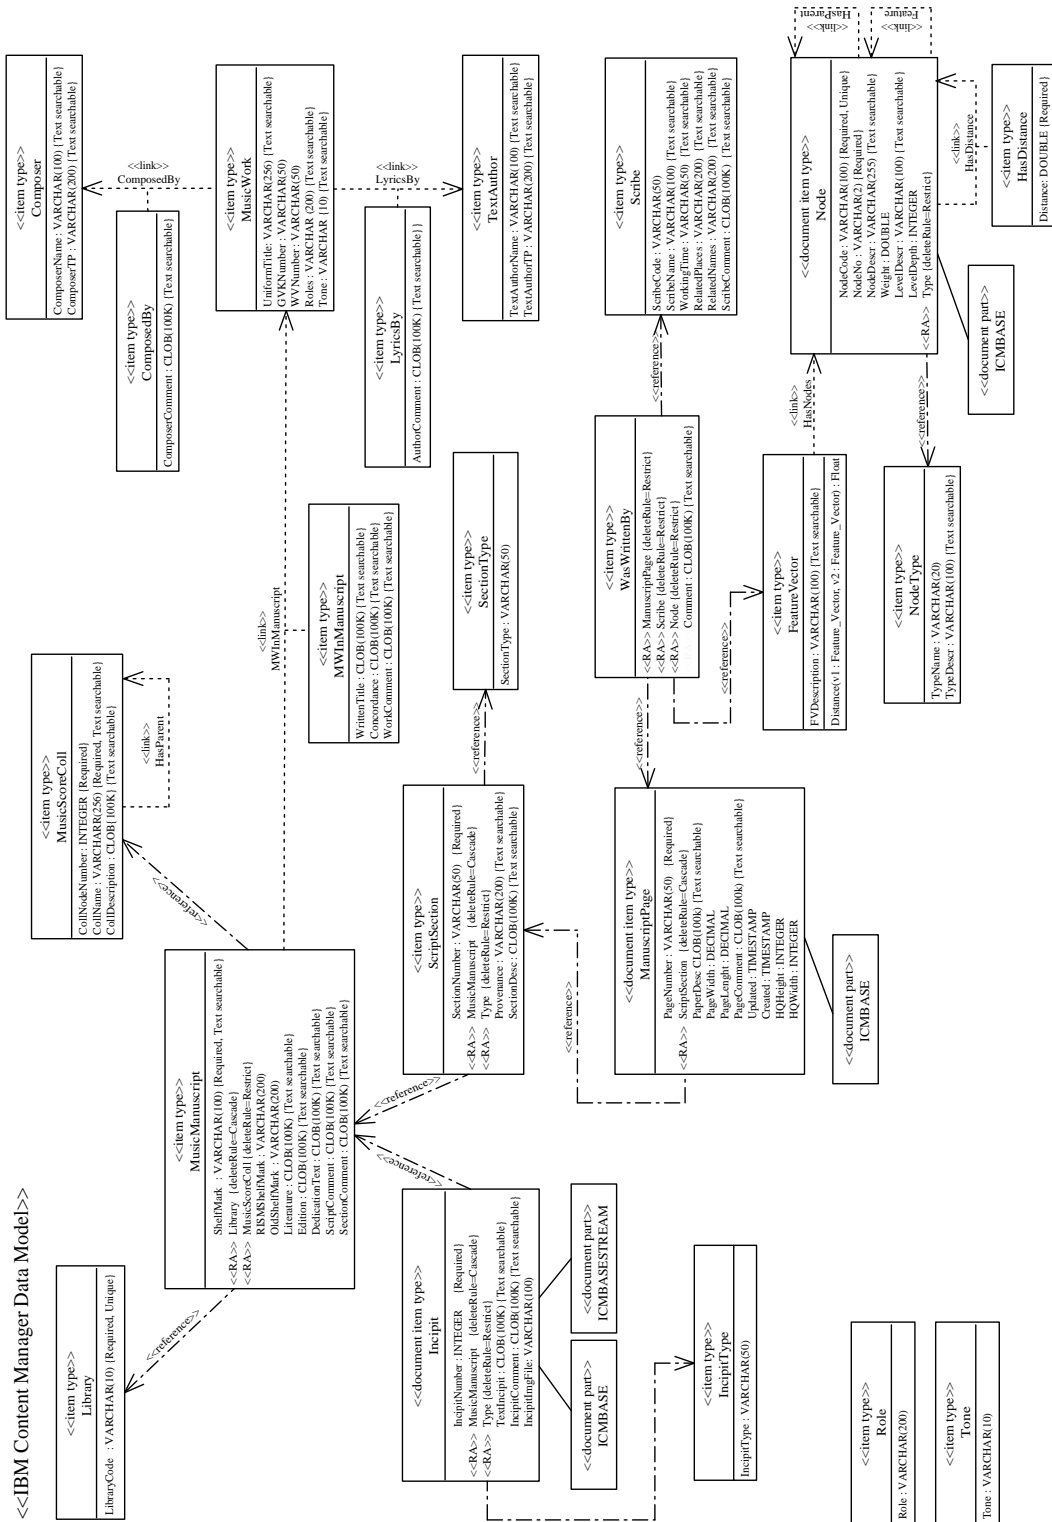 <<IBM Content Manager Data Model>>
<<item type>>
Library
LibraryCode : VARCHAR(10) {Required, Unique}
<<reference>>
<<item type>>
MusicManuscript
ShelfMark : VARCHAR(100) {Required, Text searchable}
<<RA>> Library {deleteRule=Cascade}
<<RA>> MusicScoreColl {deleteRule=Restrict}
RISMShelfMark : VARCHAR(200)
OldShelfMark : VARCHAR(200)
Literature : CLOB(100K) {Text searchable}
Edition : CLOB(100K) {Text searchable}
DedicationText : CLOB(100K) {Text searchable}
ScriptComment : CLOB(100K) {Text searchable}
SectionComment : CLOB(100K) {Text searchable}
<<reference>>
<<item type>>
MusicScoreColl
CollNodeNumber : INTEGER {Required}
CollName : VARCHARR(256) {Required, Text searchable}
CollDescription : CLOB{100K} {Text searchable}
<<link>>
HasParent
<<link>>
MWInManuscript
<<item type>>
MWInManuscript
WrittenTitle : CLOB(100K) {Text searchable}
Concordance : CLOB(100K) {Text searchable}
WorkComment : CLOB(100K) {Text searchable}
<<item type>>
Composer
ComposerName : VARCHAR(100) {Text searchable}
ComposerTP : VARCHAR(200) {Text searchable}
<<link>>
ComposedBy
<<item type>>
ComposedBy
ComposerComment : CLOB(100K) {Text searchable}
<<item type>>
MusicWork
UniformTitle: VARCHAR(256) {Text searchable}
GVKNumber : VARCHAR(50)
WVNumber : VARCHAR(50)
Roles : VARCHAR (200) {Text searchable}
Tone : VARCHAR {10} {Text searchable}
<<link>>
LyricsBy
<<item type>>
LyricsBy
AuthorComment : CLOB(100K) {Text searchable}}
<<item type>>
TextAuthor
TextAuthorName : VARCHAR(100) {Text searchable}
TextAuthorTP : VARCHAR(200) {Text searchable}
<<reference>>
<<reference>>
<<document item type>>
Incipit
IncipitNumber : INTEGER {Required}
<<RA>> MusicManuscript {deleteRule=Cascade}
<<RA>> Type {deleteRule=Restrict}
TextIncipit : CLOB(100K) {Text searchable}
IncipitComment : CLOB(100K) {Text searchable}
IncipitImgFile: VARCHAR(100)
<<document part>>
ICMBASE
<<document part>>
ICMBASESTREAM
<<item type>>
IncipitType
IncipitType : VARCHAR(50)
<<item type>>
ScriptSection
SectionNumber : VARCHAR(50) {Required}
<<RA>> MusicManuscript {deleteRule=Cascade}
<<RA>> Type {deleteRule=Restrict}
Provenance : VARCHAR(200) {Text searchable}
SectionDesc : CLOB(100K) {Text searchable}
<<reference>>
<<item type>>
SectionType
SectionType : VARCHAR(50)
<<reference>>
<<document item type>>
ManuscriptPage
PageNumber : VARCHAR(50) {Required}
<<RA>> ScriptSection {deleteRule=Cascade}
PaperDesc CLOB(100k) {Text searchable}
PageWidth : DECIMAL
PageLenght : DECIMAL
PageComment : CLOB(100k) {Text searchable}
Updated : TIMESTAMP
Created : TIMESTAMP
HQHeight : INTEGER
HQWidth : INTEGER
<<document part>>
ICMBASE
<<reference>>
<<item type>>
WasWrittenBy
<<RA>> ManuscriptPage {deleteRule=Restrict}
<<RA>> Scribe {deleteRule=Restrict}
<<RA>> Node {deleteRule=Restrict}
Comment : CLOB(100K) {Text searchable}
<<reference>>
<<reference>>
<<item type>>
Scribe
ScribeCode : VARCHAR(50)
ScribeName : VARCHAR(100) {Text searchable}
WorkingTime : VARCHAR(50) {Text searchable}
RelatedPlaces : VARCHAR(200) {Text searchable}
RelatedNames : VARCHAR(200) {Text searchable}
ScribeComment : CLOB(100K) {Text searchable}
<<item type>>
FeatureVector
FVDescription : VARCHAR(100) {Text searchable}
Distance(v1 : Feature_Vector, v2 : Feature_Vector) : Float
<<link>>
HasNodes
<<document item type>>
Node
NodeCode : VARCHAR(100) {Required, Unique}
NodeNo : VARCHAR(2) {Required}
NodeDescr : VARCHAR(255) {Text searchable}
Weight : DOUBLE
LevelDescr : VARCHAR(100) {Text searchable}
LevelDepth : INTEGER
<<RA>> Type {deleteRule=Restrict}
<<link>>
HasParent
<<link>>
Feature
<<link>>
HasDistance
<<item type>>
HasDistance
Distance: DOUBLE {Required}
<<document part>>
ICMBASE
<<reference>>
<<item type>>
NodeType
TypeName : VARCHAR(20)
TypeDescr : VARCHAR(100) {Text searchable}
<<item type>>
Role
Role : VARCHAR(200)
<<item type>>
Tone
Tone : VARCHAR(10)